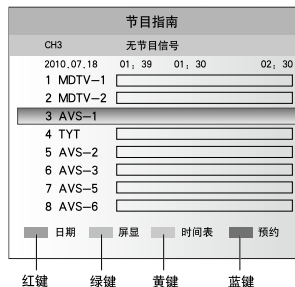 节目指南
CH3 无节目信号
2010.07.18 01:39 01:30 02:30
1 MDTV-1
2 MDTV-2
3 AVS-1
4 TYT
5 AVS-2
6 AVS-3
7 AVS-5
8 AVS-6
日期 屏显 时间表 预约
红键 绿键 黄键 蓝键